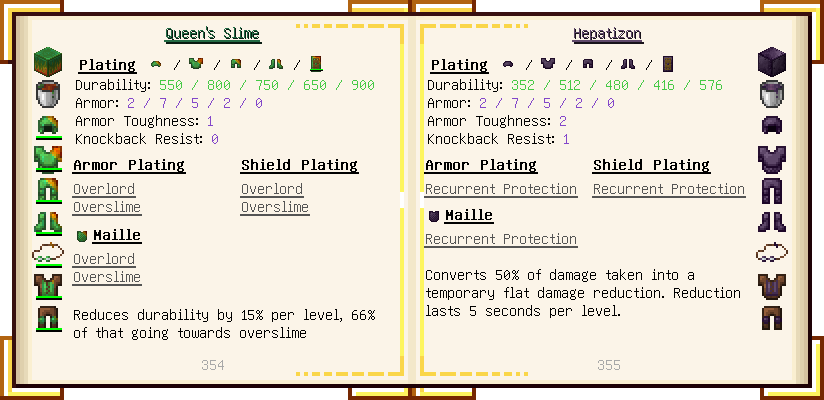 Queen's Slime
Plating / / / /
Durability: 550 / 800 / 750 / 650 / 900
Armor: 2 / 7 / 5 / 2 / 0
Armor Toughness: 1
Knockback Resist: 0
Armor Plating
Overlord
Overslime
Shield Plating
Overlord
Overslime
Maille
Overlord
Overslime
Reduces durability by 15% per level, 66%
of that going towards overslime
354
Hepatizon
Plating / / / /
Durability: 352 / 512 / 480 / 416 / 576
Armor: 2 / 7 / 5 / 2 / 0
Armor Toughness: 2
Knockback Resist: 1
Armor Plating
Recurrent Protection
Shield Plating
Recurrent Protection
Maille
Recurrent Protection
Converts 50% of damage taken into a
temporary flat damage reduction. Reduction
lasts 5 seconds per level.
355